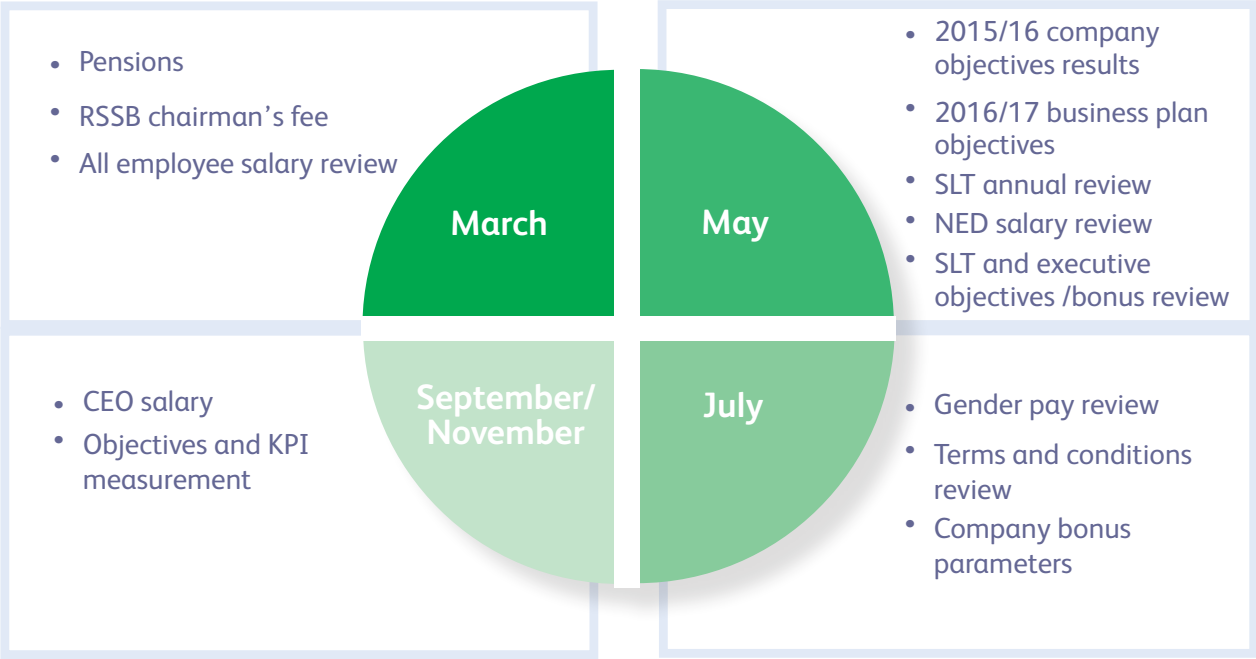 • Pensions
• RSSB chairman’s fee
• All employee salary review
March
• 2015/16 company
objectives results
• 2016/17 business plan
objectives
• SLT annual review
• NED salary review
• SLT and executive
objectives /bonus review
May
• CEO salary
• Objectives and KPI
measurement
September/
November
July
• Gender pay review
• Terms and conditions
review
• Company bonus
parameters